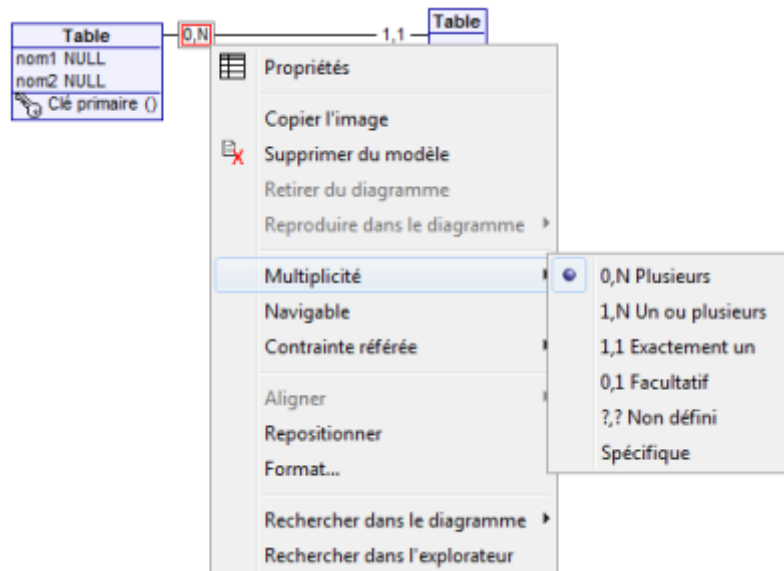 Table
nom1 NULL
nom2 NULL
Clé primaire ()
0,N
1,1
Table
Propriétés
Copier l'image
Supprimer du modèle
Retirer du diagramme
Reproduire dans le diagramme
Multiplicité
Navigable
Contrainte référée
Aligner
Repositionner
Format...
Rechercher dans le diagramme
Rechercher dans l'explorateur
0,N Plusieurs
1,N Un ou plusieurs
1,1 Exactement un
0,1 Facultatif
?,? Non défini
Spécifique